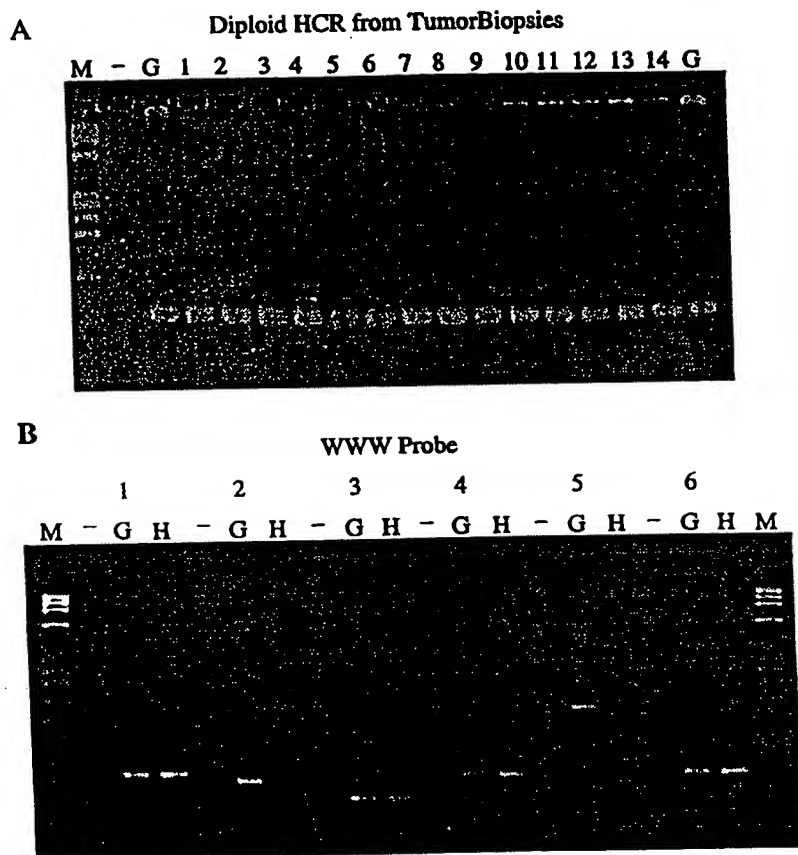 A
Diploid HCR from TumorBiopsies
M - G 1 2 3 4 5 6 7 8 9 10 11 12 13 14 G
B
WWW Probe
1 2 3 4 5 6
M - G H - G H - G H - G H - G H - G H M